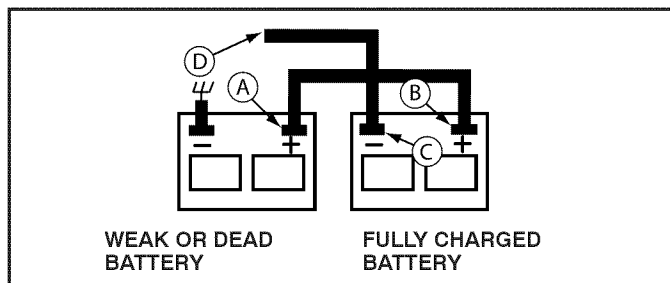 D
A
B
− + − +
C
WEAK OR DEAD
BATTERY
FULLY CHARGED
BATTERY